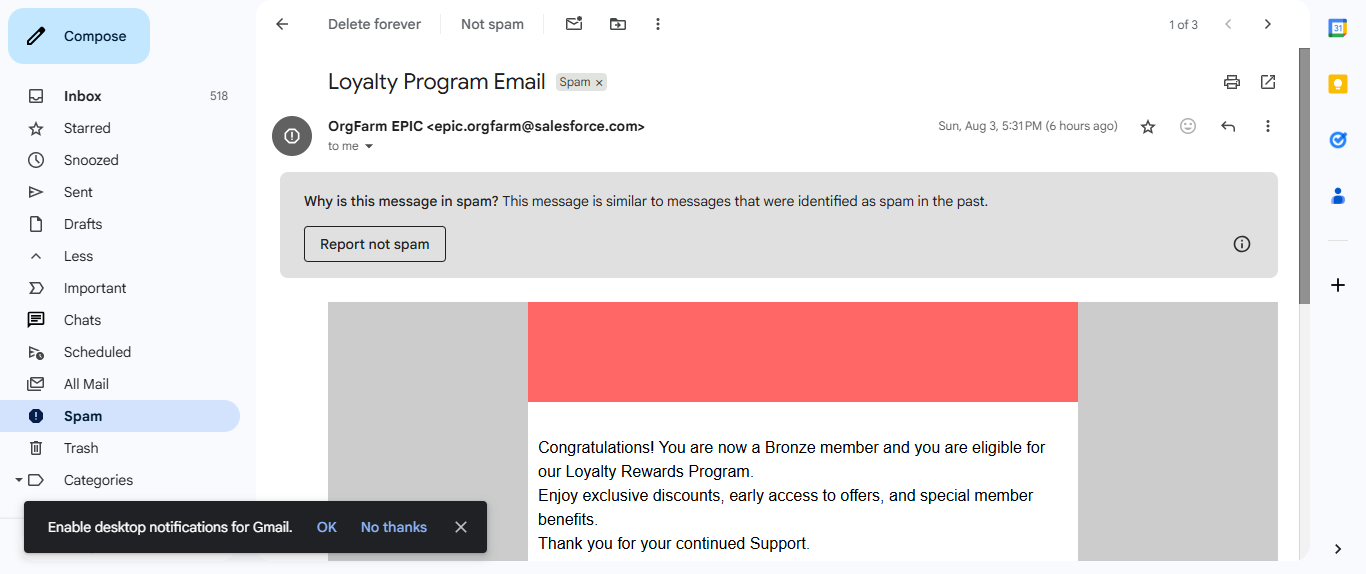 Compose
Delete forever
Not spam
1 of 3
31
Inbox 518
Starred
Snoozed
Sent
Drafts
Less
Important
Chats
Scheduled
All Mail
Spam
Trash
Categories
Loyalty Program Email Spam ×
OrgFarm EPIC <epic.orgfarm@salesforce.com>
Sun, Aug 3, 5:31 PM (6 hours ago)
to me
Why is this message in spam? This message is similar to messages that were identified as spam in the past.
Report not spam
Congratulations! You are now a Bronze member and you are eligible for
our Loyalty Rewards Program.
Enjoy exclusive discounts, early access to offers, and special member
benefits.
Thank you for your continued Support.
Enable desktop notifications for Gmail. OK No thanks